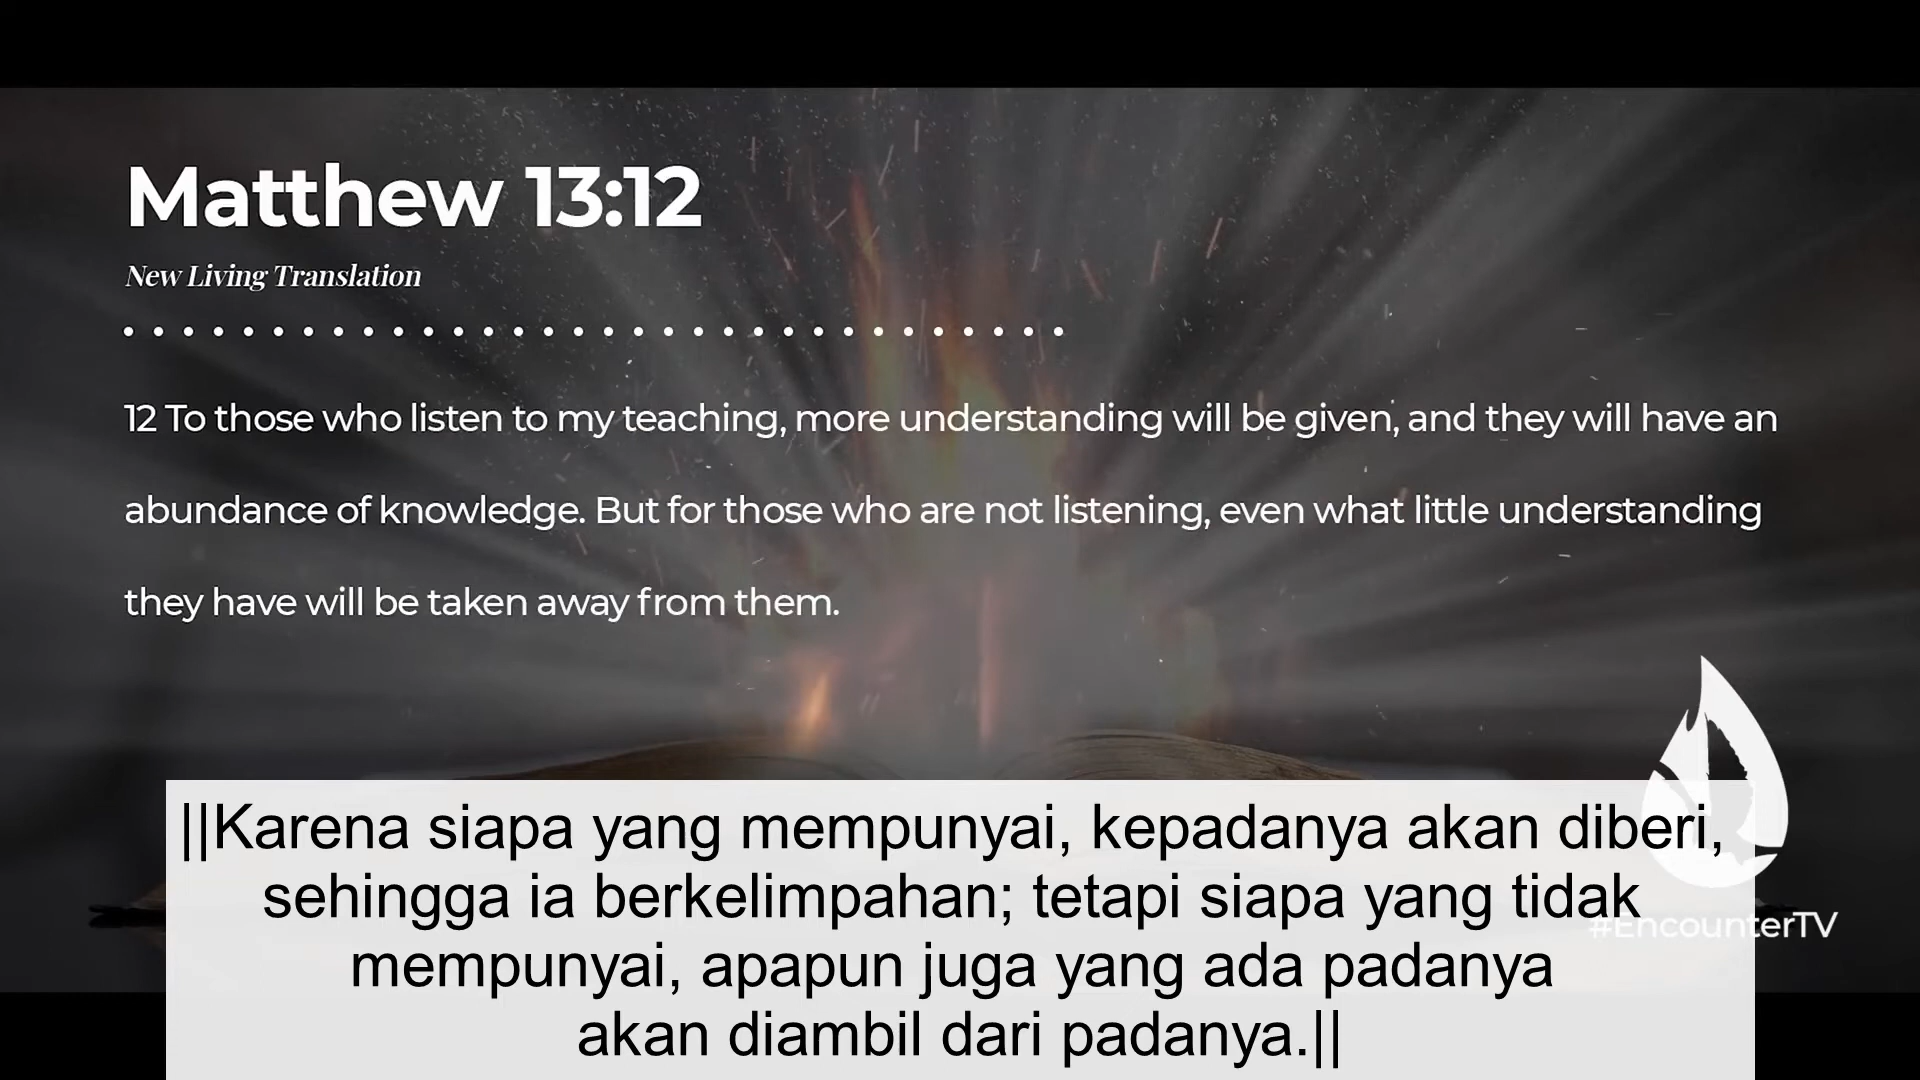 Matthew 13:12
New Living Translation
12 To those who listen to my teaching, more understanding will be given, and they will have an
abundance of knowledge. But for those who are not listening, even what little understanding
they have will be taken away from them.
||Karena siapa yang mempunyai, kepadanya akan diberi,
sehingga ia berkelimpahan; tetapi siapa yang tidak
#EncounterTV
mempunyai, apapun juga yang ada padanya
akan diambil dari padanya.||